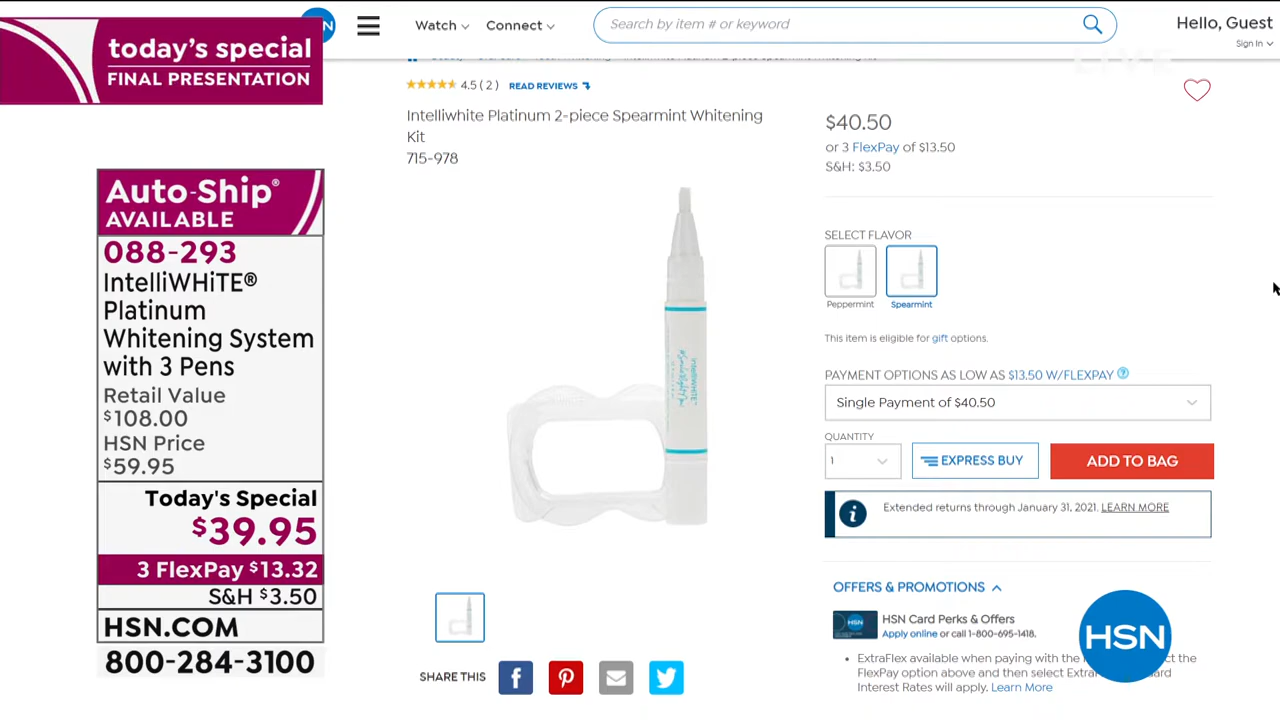 today's special
FINAL PRESENTATION
Auto-Ship®
AVAILABLE
088-293
IntelliWHiTE®
Platinum
Whitening System
with 3 Pens
Retail Value
$108.00
HSN Price
$59.95
Today's Special
$39.95
3 FlexPay $13.32
S&H $3.50
HSN.COM
800-284-3100
Watch
Connect
Search by item # or keyword
Hello, Guest
Sign In
LIVE
4.5 ( 2 ) READ REVIEWS
Intelliwhite Platinum 2-piece Spearmint Whitening
Kit
715-978
SHARE THIS
$40.50
or 3 FlexPay of $13.50
S&H: $3.50
SELECT FLAVOR
Peppermint
Spearmint
This item is eligible for gift options.
PAYMENT OPTIONS AS LOW AS $13.50 W/FLEXPAY ?
Single Payment of $40.50
QUANTITY
1
EXPRESS BUY
ADD TO BAG
Extended returns through January 31, 2021. LEARN MORE
OFFERS & PROMOTIONS
HSN
HSN Card Perks & Offers
Apply online or call 1-800-695-1418.
ExtraFlex available when paying with the ct the
FlexPay option above and then select Extra ard
Interest Rates will apply. Learn More
HSN